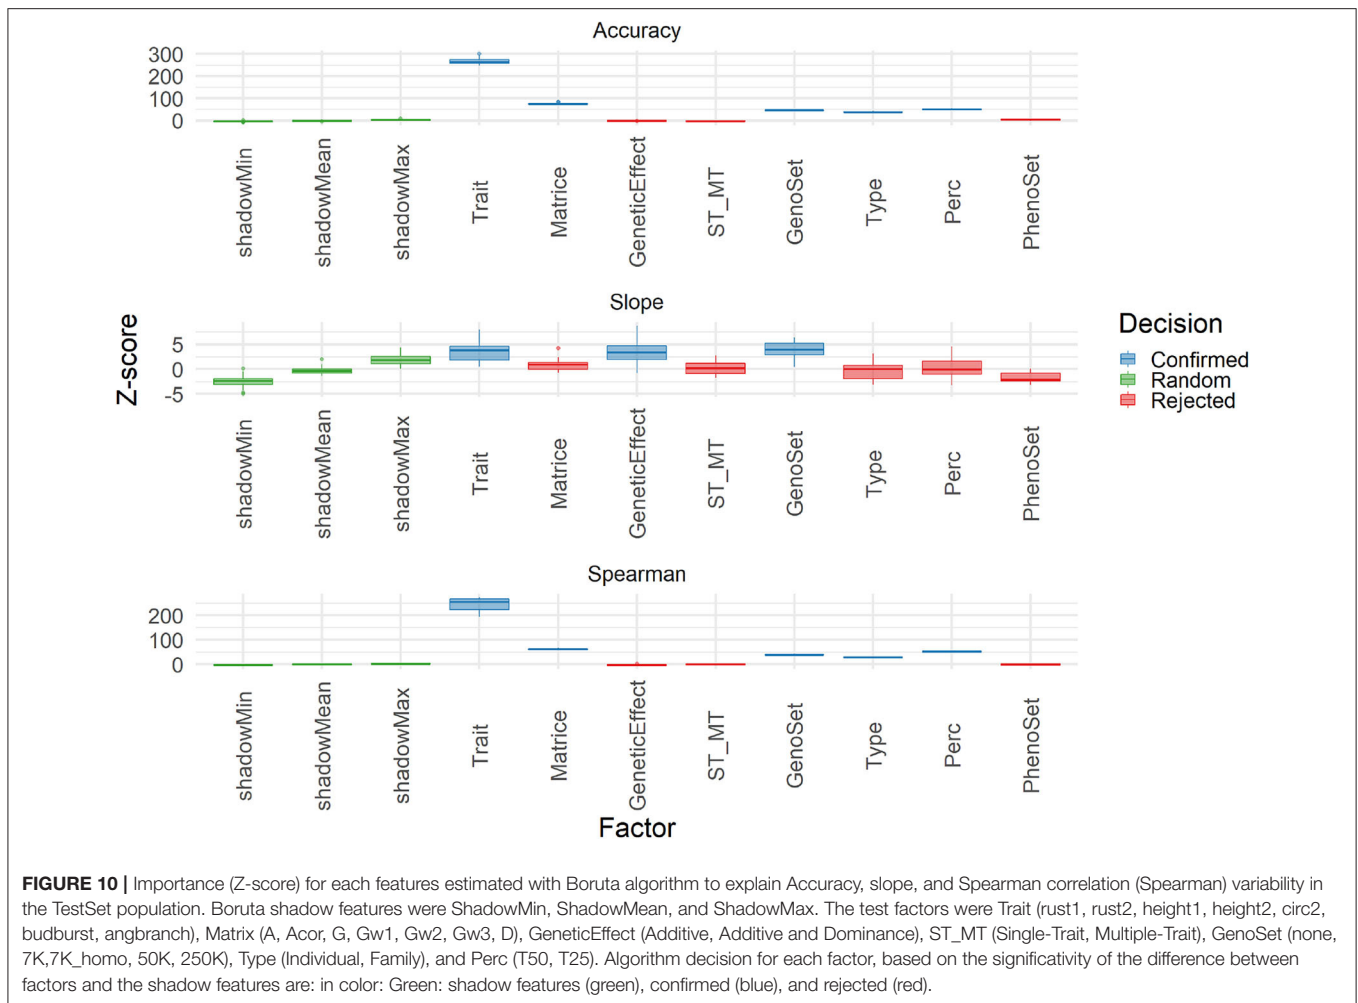 Accuracy
300
200
100
0
shadowMin
shadowMean
shadowMax
Trait
Matrice
GeneticEffect
ST_MT
GenoSet
Type
Perc
PhenoSet
Slope
Z-score
5
0
-5
shadowMin
shadowMean
shadowMax
Trait
Matrice
GeneticEffect
ST_MT
GenoSet
Type
Perc
PhenoSet
Decision
Confirmed
Random
Rejected
Spearman
200
100
0
shadowMin
shadowMean
shadowMax
Trait
Matrice
GeneticEffect
ST_MT
GenoSet
Type
Perc
PhenoSet
Factor
FIGURE 10 | Importance (Z-score) for each features estimated with Boruta algorithm to explain Accuracy, slope, and Spearman correlation (Spearman) variability in
the TestSet population. Boruta shadow features were ShadowMin, ShadowMean, and ShadowMax. The test factors were Trait (rust1, rust2, height1, height2, circ2,
budburst, angbranch), Matrix (A, Acor, G, Gw1, Gw2, Gw3, D), GeneticEffect (Additive, Additive and Dominance), ST_MT (Single-Trait, Multiple-Trait), GenoSet (none,
7K,7K_homo, 50K, 250K), Type (Individual, Family), and Perc (T50, T25). Algorithm decision for each factor, based on the significativity of the difference between
factors and the shadow features are: in color: Green: shadow features (green), confirmed (blue), and rejected (red).